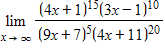 lim x→∞ (4x + 1)^15(3x − 1)^10 / (9x + 7)^5(4x + 11)^20